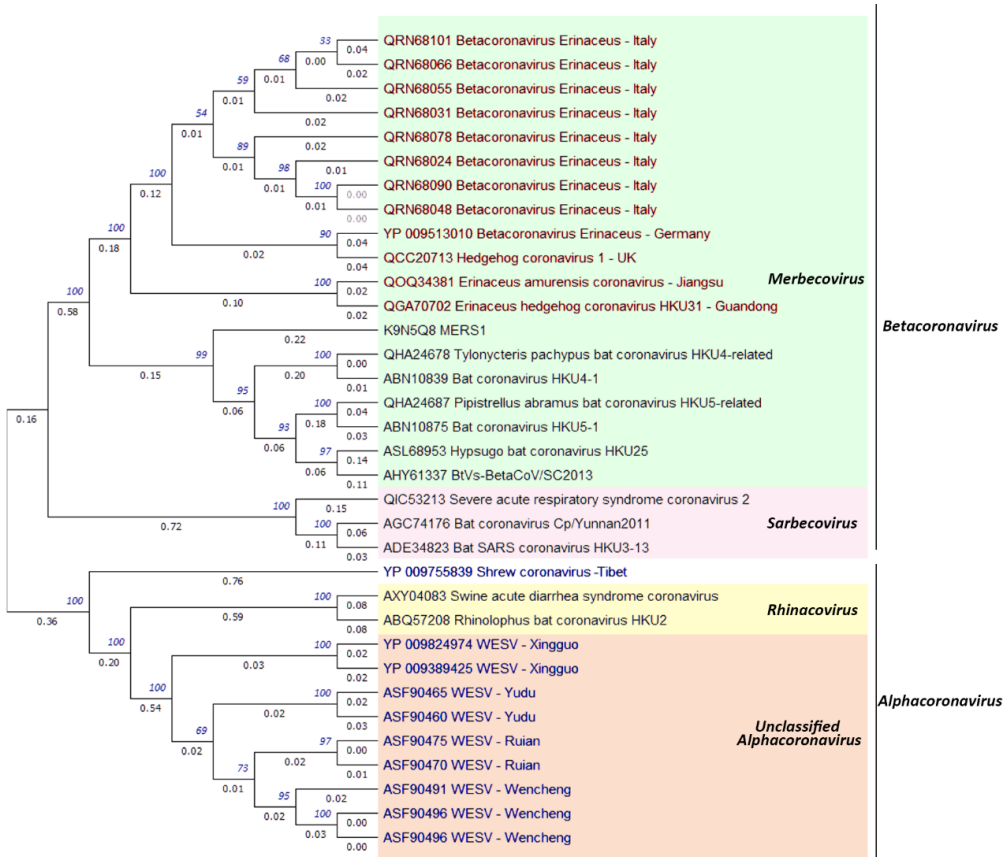 33
QRN68101 Betacoronavirus Erinaceus - Italy
0.04
68
0.00
QRN68066 Betacoronavirus Erinaceus - Italy
0.02
59
0.01
QRN68055 Betacoronavirus Erinaceus - Italy
0.02
54
0.01
QRN68031 Betacoronavirus Erinaceus - Italy
0.02
0.01
QRN68078 Betacoronavirus Erinaceus - Italy
89
0.02
0.01
98
QRN68024 Betacoronavirus Erinaceus - Italy
0.01
100
0.01
100
QRN68090 Betacoronavirus Erinaceus - Italy
0.12
0.00
0.01
QRN68048 Betacoronavirus Erinaceus - Italy
0.00
100
90
YP 009513010 Betacoronavirus Erinaceus - Germany
0.18
0.04
0.02
QCC20713 Hedgehog coronavirus 1 - UK
0.04
100
QOQ34381 Erinaceus amurensis coronavirus - Jiangsu
Merbecovirus
0.02
100
0.10
QGA70702 Erinaceus hedgehog coronavirus HKU31 - Guandong
0.58
0.02
K9N5Q8 MERS1
Betacoronavirus
0.22
99
100
QHA24678 Tylonycteris pachypus bat coronavirus HKU4-related
0.00
0.15
0.20
ABN10839 Bat coronavirus HKU4-1
0.01
95
100
QHA24687 Pipistrellus abramus bat coronavirus HKU5-related
0.06
0.04
0.16
0.18
ABN10875 Bat coronavirus HKU5-1
93
0.03
0.06
97
ASL68953 Hypsugo bat coronavirus HKU25
0.14
0.06
AHY61337 BtVs-BetaCoV/SC2013
0.11
100
QIC53213 Severe acute respiratory syndrome coronavirus 2
0.15
0.72
100
AGC74176 Bat coronavirus Cp/Yunnan2011
Sarbecovirus
0.06
0.11
ADE34823 Bat SARS coronavirus HKU3-13
0.03
YP 009755839 Shrew coronavirus -Tibet
0.76
100
100
AXY04083 Swine acute diarrhea syndrome coronavirus
0.36
0.08
Rhinacovirus
0.59
ABQ57208 Rhinolophus bat coronavirus HKU2
0.08
100
100
YP 009824974 WESV - Xingguo
0.20
0.02
0.03
YP 009389425 WESV - Xingguo
0.02
100
0.54
100
ASF90465 WESV - Yudu
Alphacoronavirus
0.02
0.02
ASF90460 WESV - Yudu
0.03
Unclassified
Alphacoronavirus
69
0.02
97
ASF90475 WESV - Ruian
0.00
0.02
ASF90470 WESV - Ruian
0.01
73
0.01
ASF90491 WESV - Wencheng
95
0.02
0.02
100
ASF90496 WESV - Wencheng
0.00
0.03
ASF90496 WESV - Wencheng
0.00